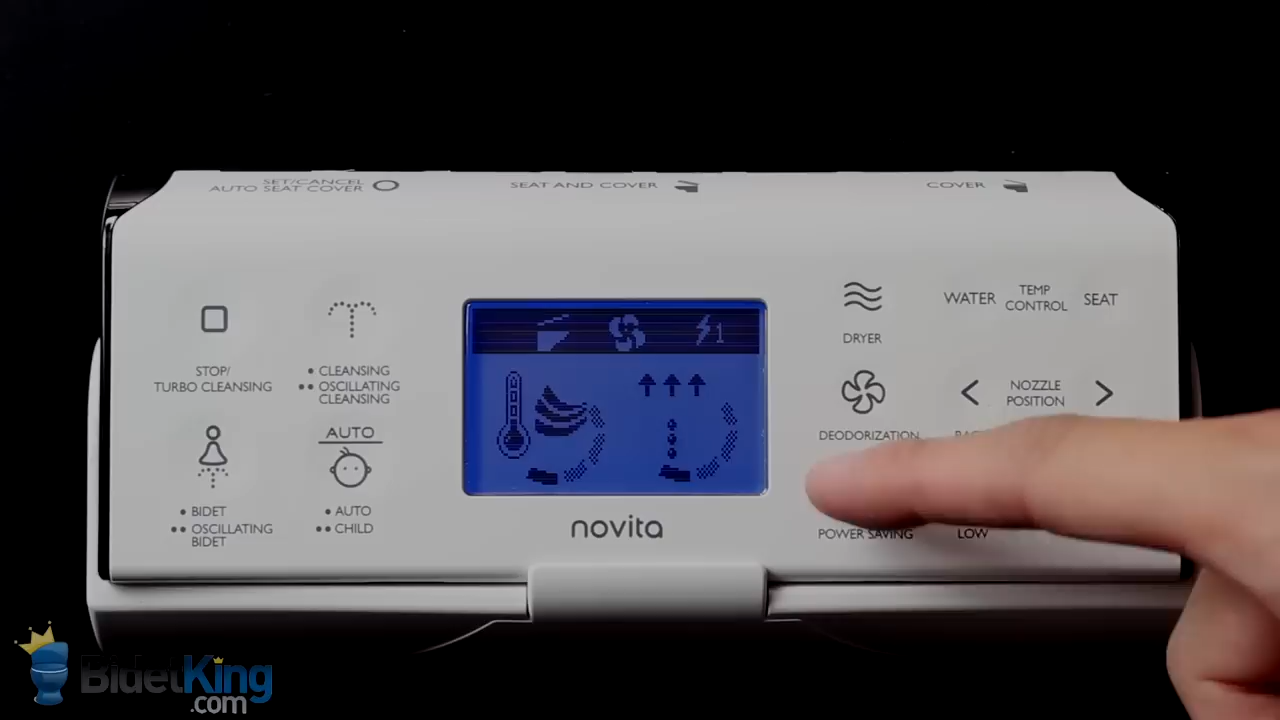 SET/CANCEL
AUTO SEAT COVER
SEAT AND COVER
COVER
STOP/
TURBO CLEANSING
• CLEANSING
•• OSCILLATING
CLEANSING
• BIDET
•• OSCILLATING
BIDET
AUTO
• AUTO
•• CHILD
1
novita
DRYER
DEODORIZATION
POWER SAVING
WATER
TEMP
CONTROL
SEAT
NOZZLE
POSITION
LOW
BidetKing
.com